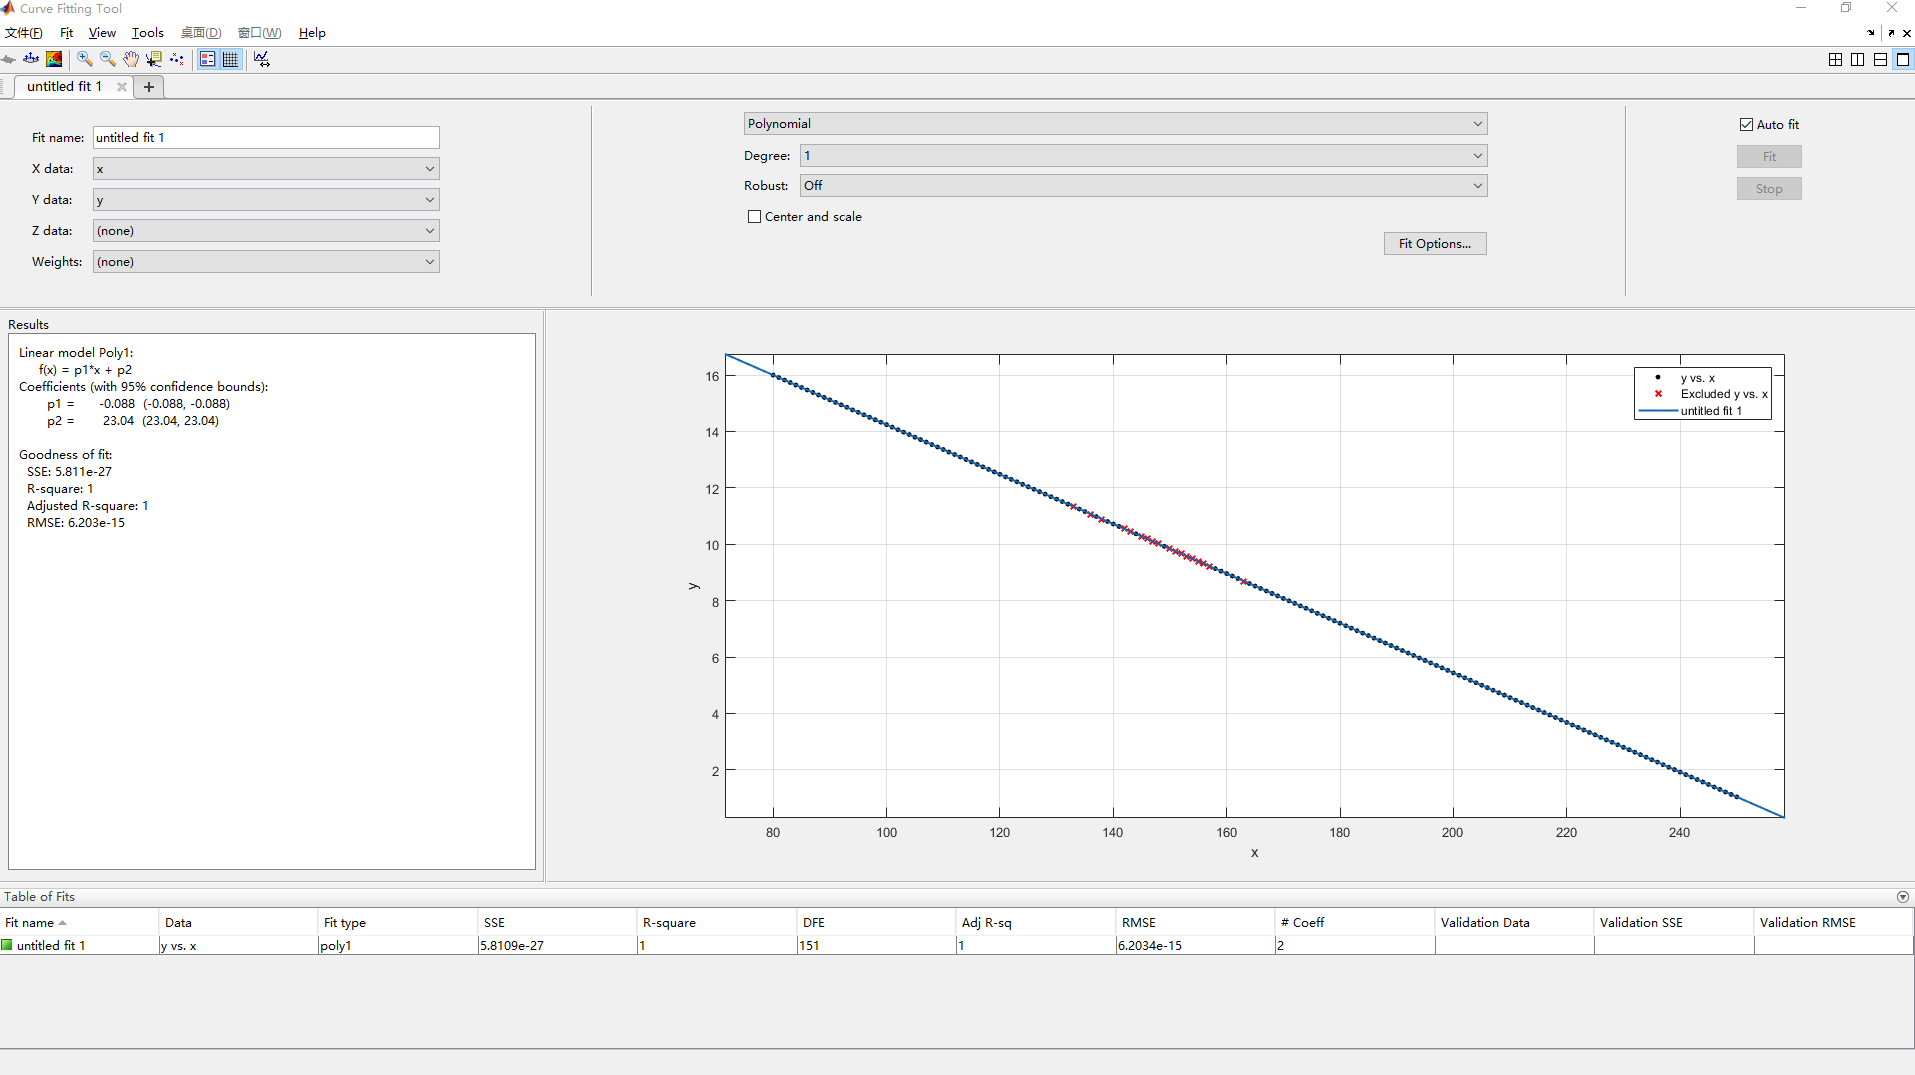 Curve Fitting Tool
文件(F) Fit View Tools 桌面(D) 窗口(W) Help
untitled fit 1
Fit name: untitled fit 1
X data: x
Y data: y
Z data: (none)
Weights: (none)
Polynomial
Degree: 1
Robust: Off
Center and scale
Fit Options...
Auto fit
Fit
Stop
Results
Linear model Poly1:
f(x) = p1*x + p2
Coefficients (with 95% confidence bounds):
p1 = -0.088 (-0.088, -0.088)
p2 = 23.04 (23.04, 23.04)
Goodness of fit:
SSE: 5.811e-27
R-square: 1
Adjusted R-square: 1
RMSE: 6.203e-15
y vs. x
Excluded y vs. x
untitled fit 1
16
14
12
10
8
6
4
2
y
80 100 120 140 160 180 200 220 240
x
Table of Fits
Fit name Data Fit type SSE R-square DFE Adj R-sq RMSE # Coeff Validation Data Validation SSE Validation RMSE
untitled fit 1 y vs. x poly1 5.8109e-27 1 151 1 6.2034e-15 2